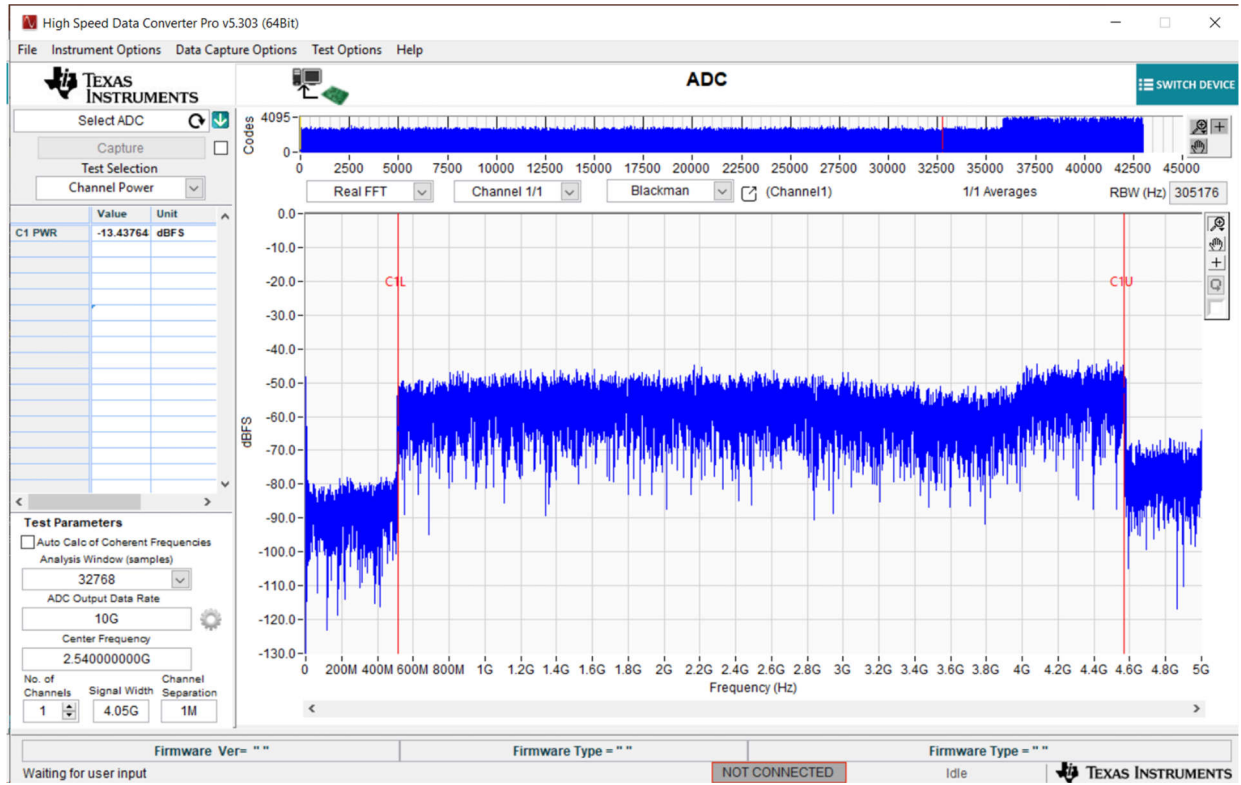 High Speed Data Converter Pro v5.303 (64Bit)
File Instrument Options Data Capture Options Test Options Help
TEXAS INSTRUMENTS
ADC
SWITCH DEVICE
Select ADC
Capture
Test Selection
Channel Power
Value Unit
C1 PWR -13.43764 dBFS
Codes
4095
0
0 2500 5000 7500 10000 12500 15000 17500 20000 22500 25000 27500 30000 32500 35000 37500 40000 42500 45000
Real FFT Channel 1/1 Blackman (Channel1) 1/1 Averages RBW (Hz) 305176
0.0
-10.0
-20.0
-30.0
-40.0
-50.0
-60.0
-70.0
-80.0
-90.0
-100.0
-110.0
-120.0
-130.0
dBFS
C1L
C1U
0 200M 400M 600M 800M 1G 1.2G 1.4G 1.6G 1.8G 2G 2.2G 2.4G 2.6G 2.8G 3G 3.2G 3.4G 3.6G 3.8G 4G 4.2G 4.4G 4.6G 4.8G 5G
Frequency (Hz)
Test Parameters
Auto Calc of Coherent Frequencies
Analysis Window (samples)
32768
ADC Output Data Rate
10G
Center Frequency
2.540000000G
No. of Channels Signal Width Channel Separation
1 4.05G 1M
Firmware Ver= " " Firmware Type = " " Firmware Type = " "
Waiting for user input NOT CONNECTED Idle TEXAS INSTRUMENTS